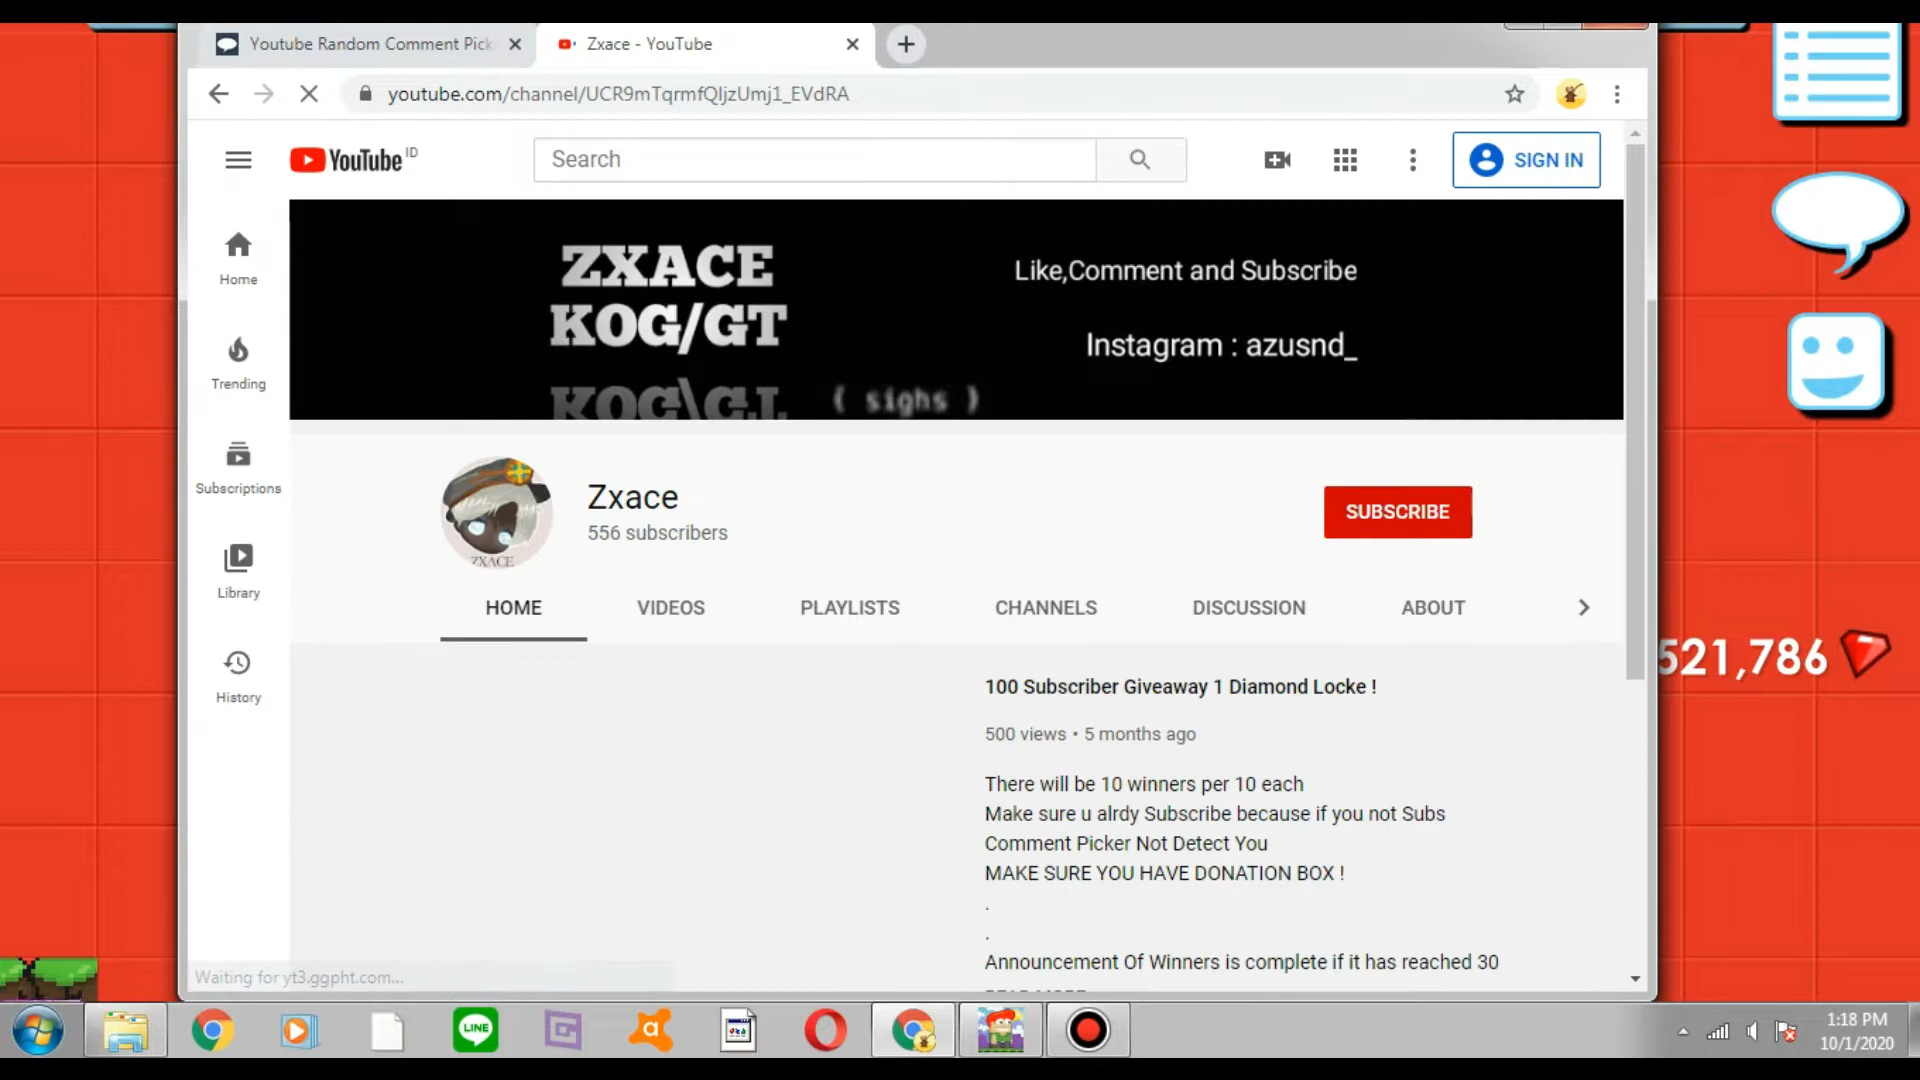 Youtube Random Comment Pick
Zxace - YouTube
youtube.com/channel/UCR9mTqrmfQIjzUmj1_EVdRA
YouTube ID
Search
SIGN IN
Home
Trending
Subscriptions
Library
History
ZXACE
KOG/GT
Like,Comment and Subscribe
Instagram : azusnd_
( sighs )
ZXACE
Zxace
556 subscribers
SUBSCRIBE
HOME
VIDEOS
PLAYLISTS
CHANNELS
DISCUSSION
ABOUT
521,786
100 Subscriber Giveaway 1 Diamond Locke !
500 views • 5 months ago
There will be 10 winners per 10 each
Make sure u alrdy Subscribe because if you not Subs
Comment Picker Not Detect You
MAKE SURE YOU HAVE DONATION BOX !
.
.
Announcement Of Winners is complete if it has reached 30
Waiting for yt3.ggpht.com...
LINE
1:18 PM
10/1/2020